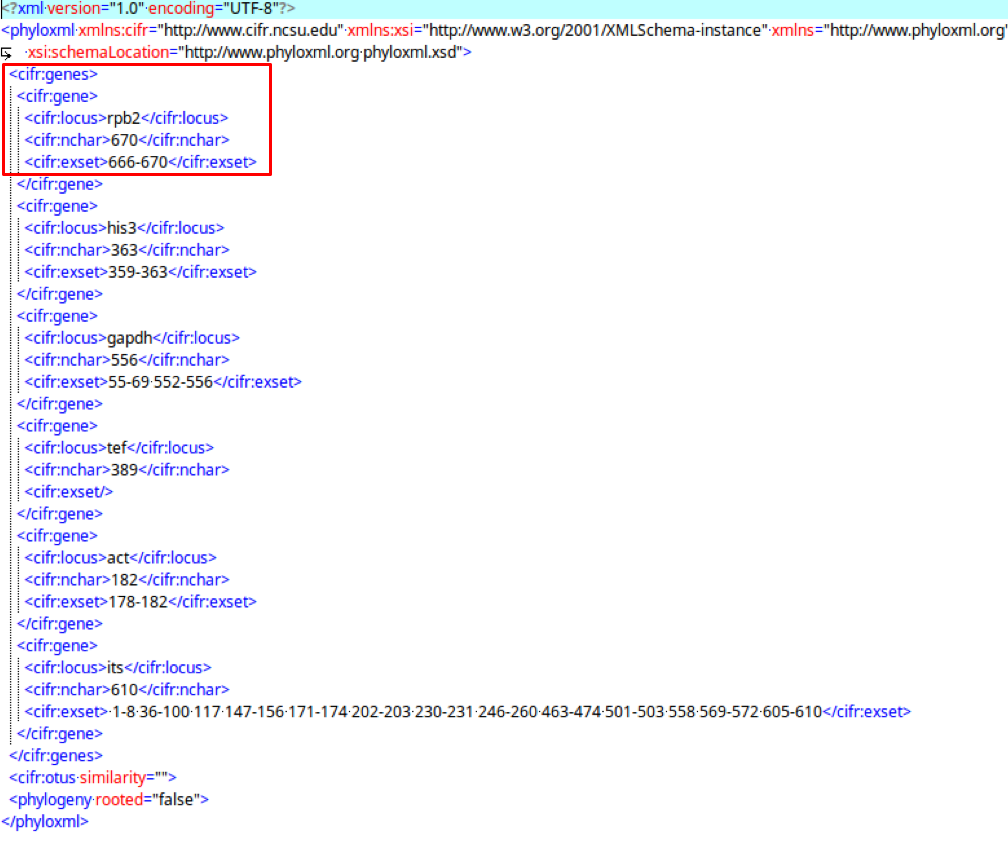 <?xml version="1.0" encoding="UTF-8"?>
<phyloxml xmlns:cifr="http://www.cifr.ncsu.edu" xmlns:xsi="http://www.w3.org/2001/XMLSchema-instance" xmlns="http://www.phyloxml.org"
xsi:schemaLocation="http://www.phyloxml.org phyloxml.xsd">
<cifr:genes>
<cifr:gene>
<cifr:locus>rpb2</cifr:locus>
<cifr:nchar>670</cifr:nchar>
<cifr:exset>666-670</cifr:exset>
</cifr:gene>
<cifr:gene>
<cifr:locus>his3</cifr:locus>
<cifr:nchar>363</cifr:nchar>
<cifr:exset>359-363</cifr:exset>
</cifr:gene>
<cifr:gene>
<cifr:locus>gapdh</cifr:locus>
<cifr:nchar>556</cifr:nchar>
<cifr:exset>55-69 552-556</cifr:exset>
</cifr:gene>
<cifr:gene>
<cifr:locus>tef</cifr:locus>
<cifr:nchar>389</cifr:nchar>
<cifr:exset/>
</cifr:gene>
<cifr:gene>
<cifr:locus>act</cifr:locus>
<cifr:nchar>182</cifr:nchar>
<cifr:exset>178-182</cifr:exset>
</cifr:gene>
<cifr:gene>
<cifr:locus>its</cifr:locus>
<cifr:nchar>610</cifr:nchar>
<cifr:exset> 1-8 36-100 117 147-156 171-174 202-203 230-231 246-260 463-474 501-503 558 569-572 605-610</cifr:exset>
</cifr:gene>
</cifr:genes>
<cifr:otus similarity="">
<phylogeny rooted="false">
</phyloxml>